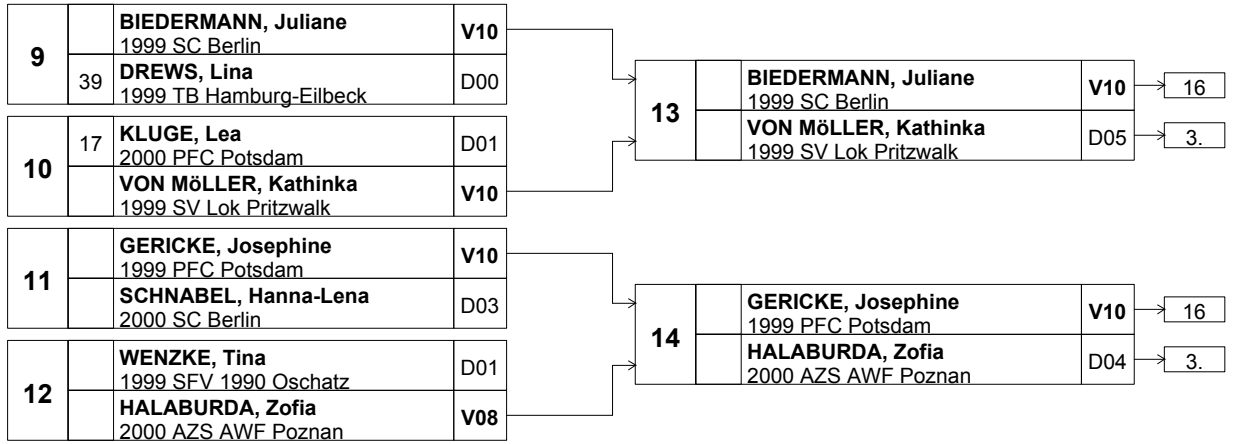 9
BIEDERMANN, Juliane
1999 SC Berlin
V10
39
DREWS, Lina
1999 TB Hamburg-Eilbeck
D00
10
17
KLUGE, Lea
2000 PFC Potsdam
D01
VON MöLLER, Kathinka
1999 SV Lok Pritzwalk
V10
11
GERICKE, Josephine
1999 PFC Potsdam
V10
SCHNABEL, Hanna-Lena
2000 SC Berlin
D03
12
WENZKE, Tina
1999 SFV 1990 Oschatz
D01
HALABURDA, Zofia
2000 AZS AWF Poznan
V08
13
BIEDERMANN, Juliane
1999 SC Berlin
V10
16
VON MöLLER, Kathinka
1999 SV Lok Pritzwalk
D05
3.
14
GERICKE, Josephine
1999 PFC Potsdam
V10
16
HALABURDA, Zofia
2000 AZS AWF Poznan
D04
3.